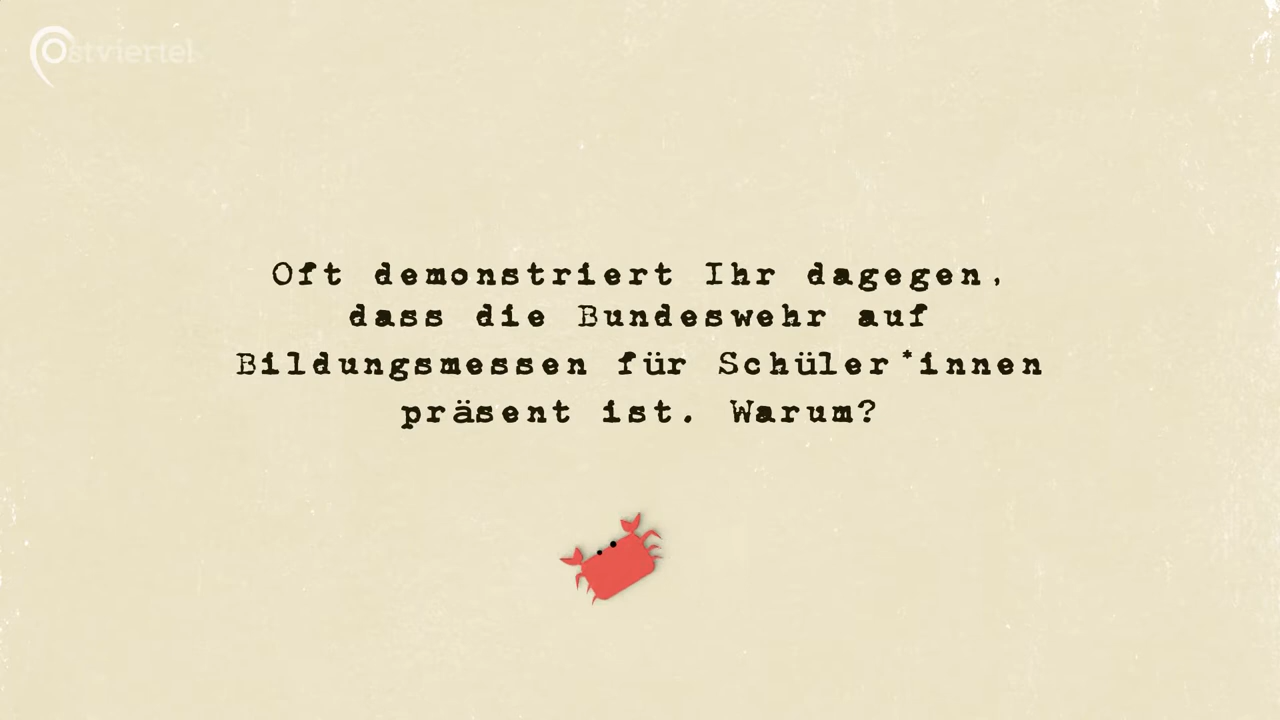 Ostviertel
Oft demonstriert Ihr dagegen,
dass die Bundeswehr auf
Bildungsmessen für Schüler*innen
präsent ist. Warum?